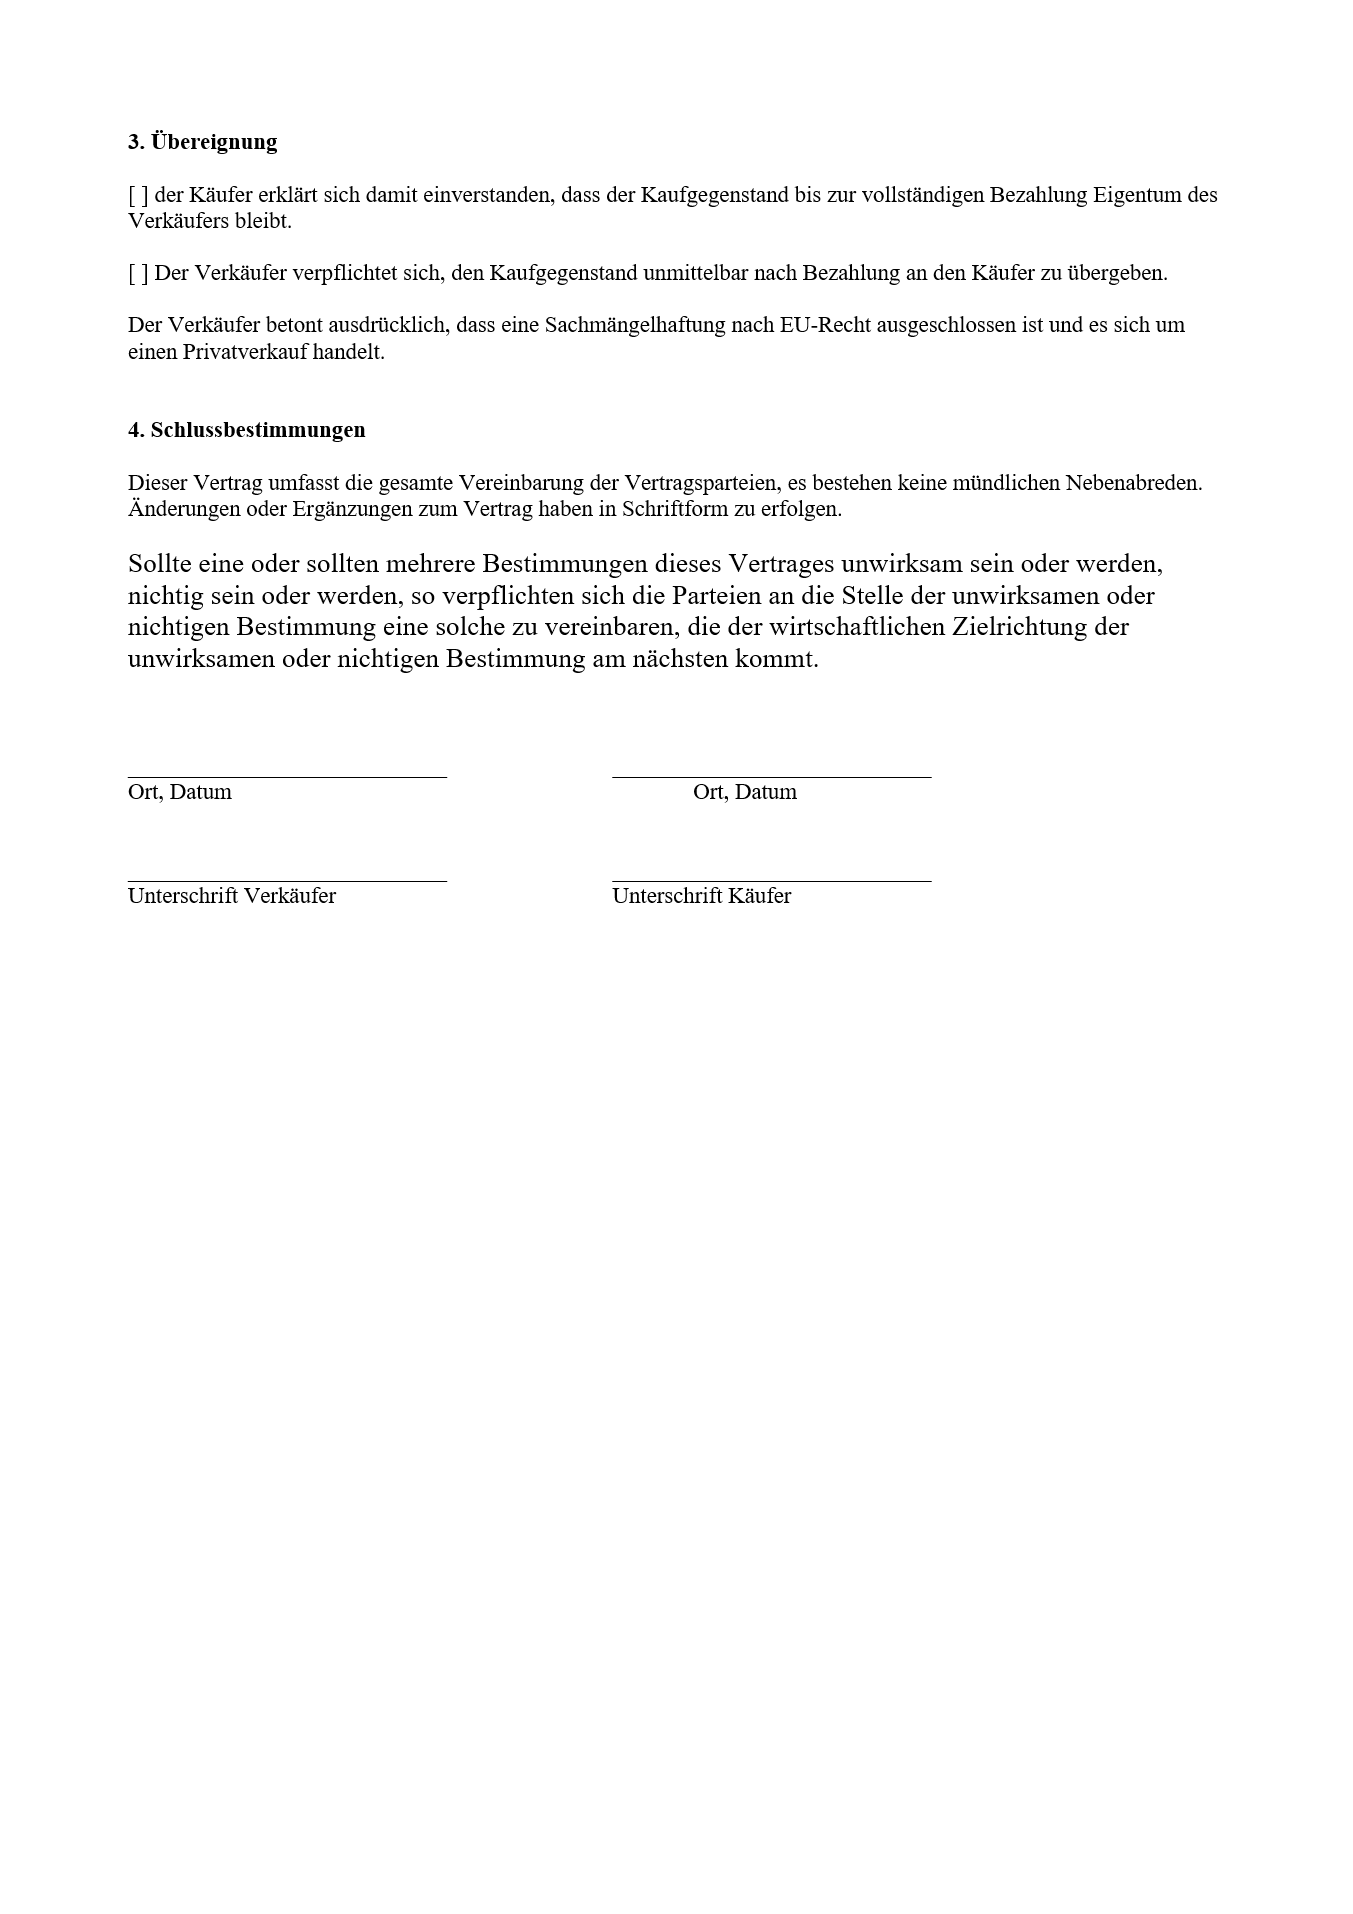 3. Übereignung
[ ] der Käufer erklärt sich damit einverstanden, dass der Kaufgegenstand bis zur vollständigen Bezahlung Eigentum des
Verkäufers bleibt.
[ ] Der Verkäufer verpflichtet sich, den Kaufgegenstand unmittelbar nach Bezahlung an den Käufer zu übergeben.
Der Verkäufer betont ausdrücklich, dass eine Sachmängelhaftung nach EU-Recht ausgeschlossen ist und es sich um
einen Privatverkauf handelt.
4. Schlussbestimmungen
Dieser Vertrag umfasst die gesamte Vereinbarung der Vertragsparteien, es bestehen keine mündlichen Nebenabreden.
Änderungen oder Ergänzungen zum Vertrag haben in Schriftform zu erfolgen.
Sollte eine oder sollten mehrere Bestimmungen dieses Vertrages unwirksam sein oder werden,
nichtig sein oder werden, so verpflichten sich die Parteien an die Stelle der unwirksamen oder
nichtigen Bestimmung eine solche zu vereinbaren, die der wirtschaftlichen Zielrichtung der
unwirksamen oder nichtigen Bestimmung am nächsten kommt.
Ort, Datum Ort, Datum
Unterschrift Verkäufer Unterschrift Käufer